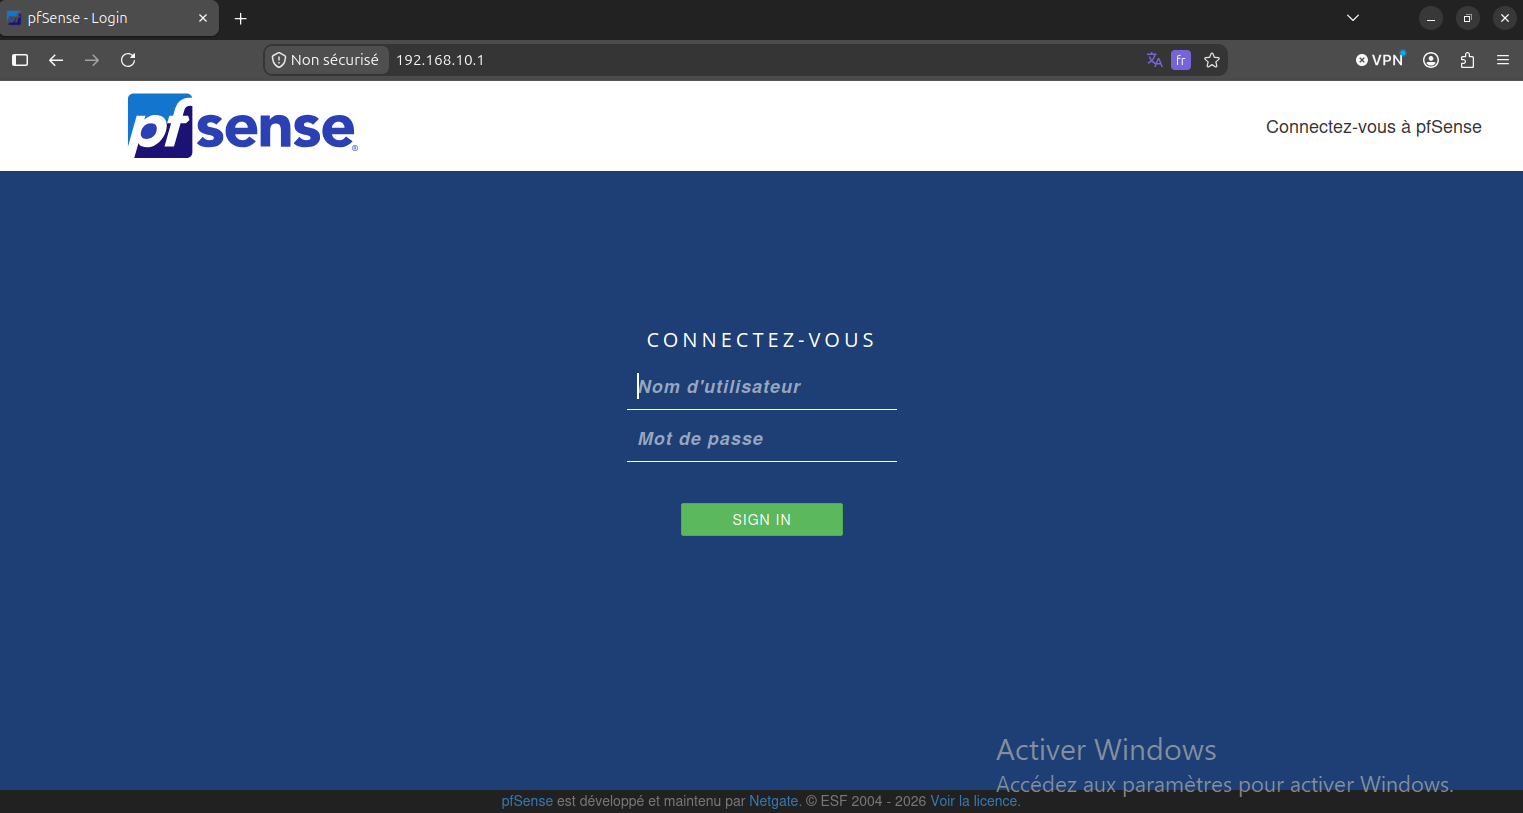 pfSense - Login
Non sécurisé 192.168.10.1 fr VPN
pfsense®
Connectez-vous à pfSense
CONNECTEZ-VOUS
Nom d'utilisateur
Mot de passe
SIGN IN
Activer Windows
Accédez aux paramètres pour activer Windows.
pfSense est développé et maintenu par Netgate. © ESF 2004 - 2026 Voir la licence.